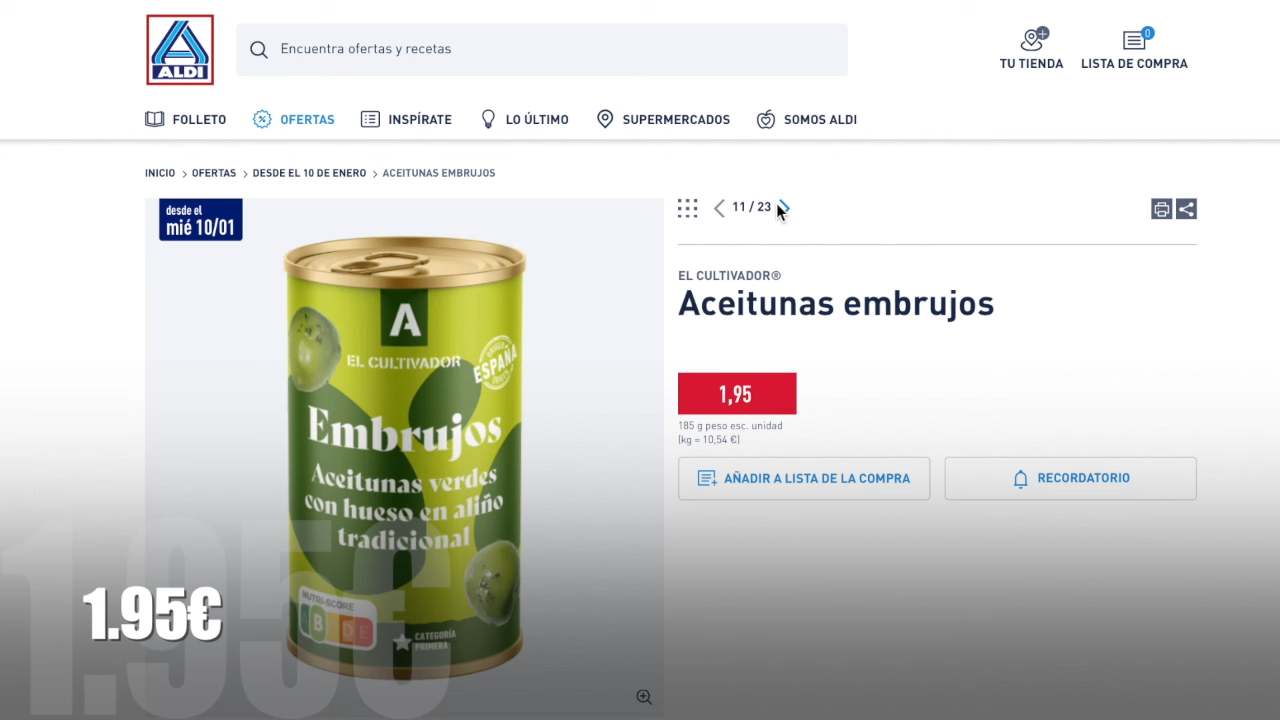 ALDI
Encuentra ofertas y recetas
TU TIENDA
0
LISTA DE COMPRA
FOLLETO
OFERTAS
INSPÍRATE
LO ÚLTIMO
SUPERMERCADOS
SOMOS ALDI
INICIO > OFERTAS > DESDE EL 10 DE ENERO > ACEITUNAS EMBRUJOS
desde el
mié 10/01
11 / 23
EL CULTIVADOR®
Aceitunas embrujos
1,95
185 g peso esc. unidad
(kg = 10,54 €)
AÑADIR A LISTA DE LA COMPRA
RECORDATORIO
A
EL CULTIVADOR
ESPAÑA
Embrujos
Aceitunas verdes
con hueso en aliño
tradicional
NUTRI-SCORE
A B C D E
CATEGORÍA
PRIMERA
1.95€
1.95€